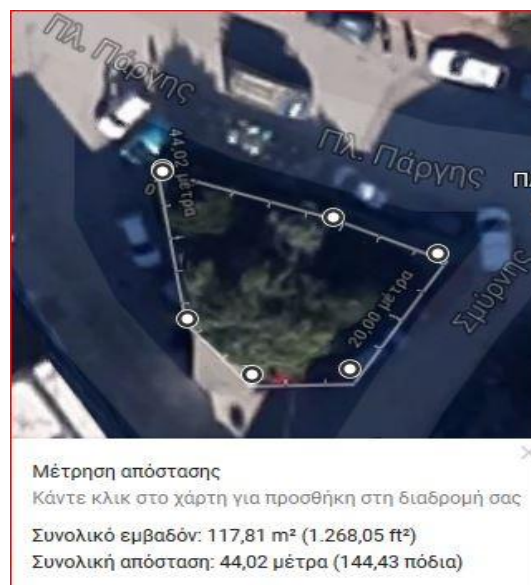 Πλ. Πάργης
44,02 μέτρα
Πλ. Πάργης
Πλ
0
20,00 μέτρα
Σμύρνης
Μέτρηση απόστασης
Κάντε κλικ στο χάρτη για προσθήκη στη διαδρομή σας
Συνολικό εμβαδόν: 117,81 m² (1.268,05 ft²)
Συνολική απόσταση: 44,02 μέτρα (144,43 πόδια)